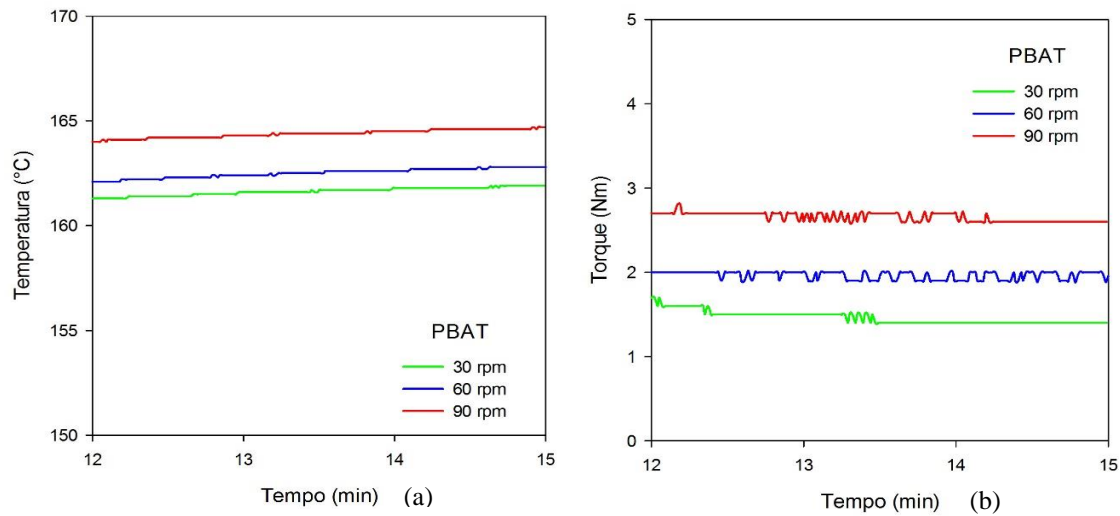 170
165
160
155
150
Temperatura (°C)
PBAT
30 rpm
60 rpm
90 rpm
12
13
14
15
Tempo (min)
(a)
5
4
3
2
1
0
Torque (Nm)
PBAT
30 rpm
60 rpm
90 rpm
12
13
14
15
Tempo (min)
(b)